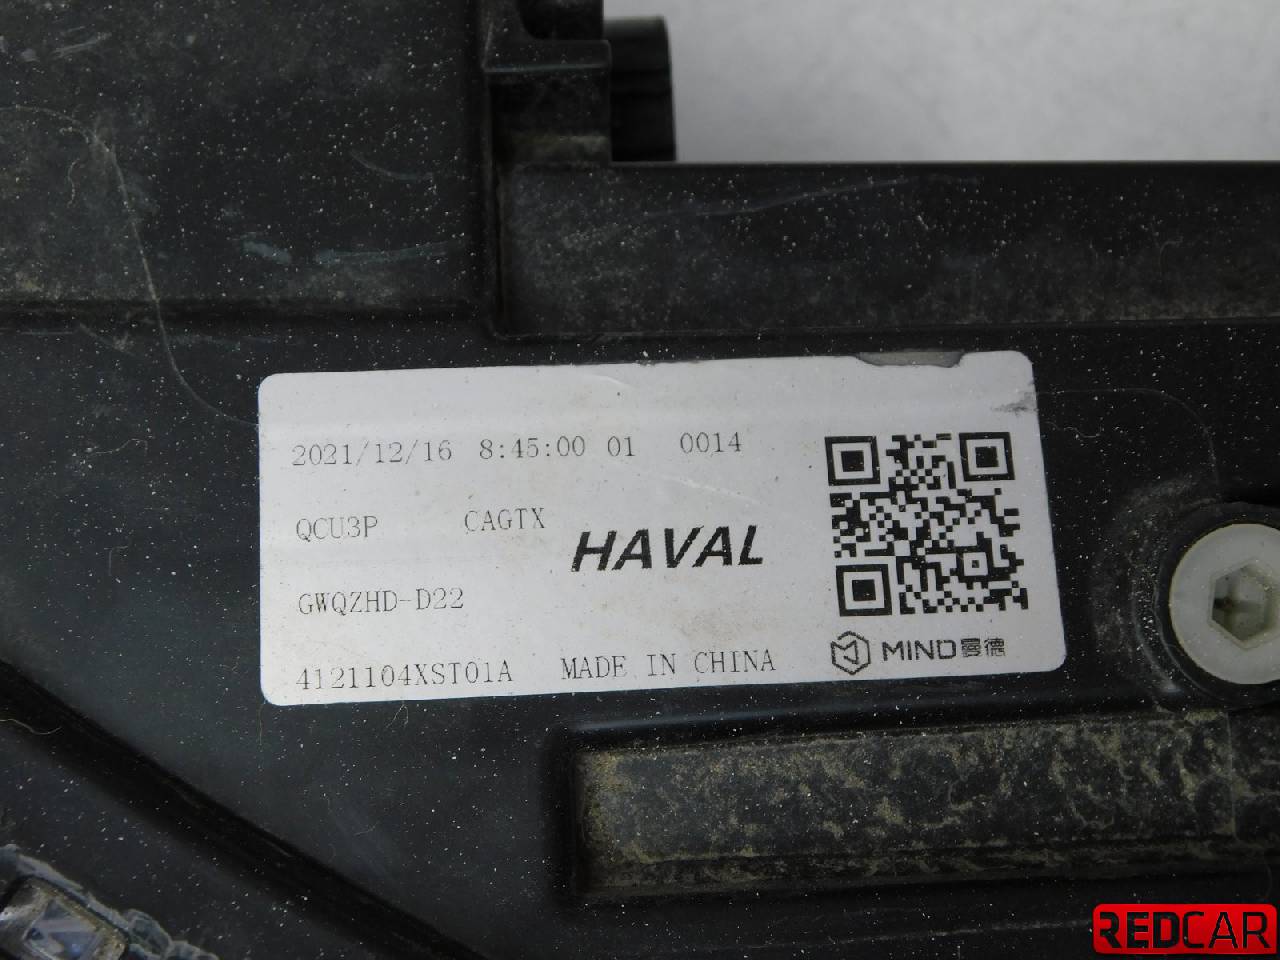 2021/12/16 8:45:00 01 0014
QCU3P CAGTX
HAVAL
GWQZHD-D22
4121104XST01A MADE IN CHINA
MIND曼德
REDCAR